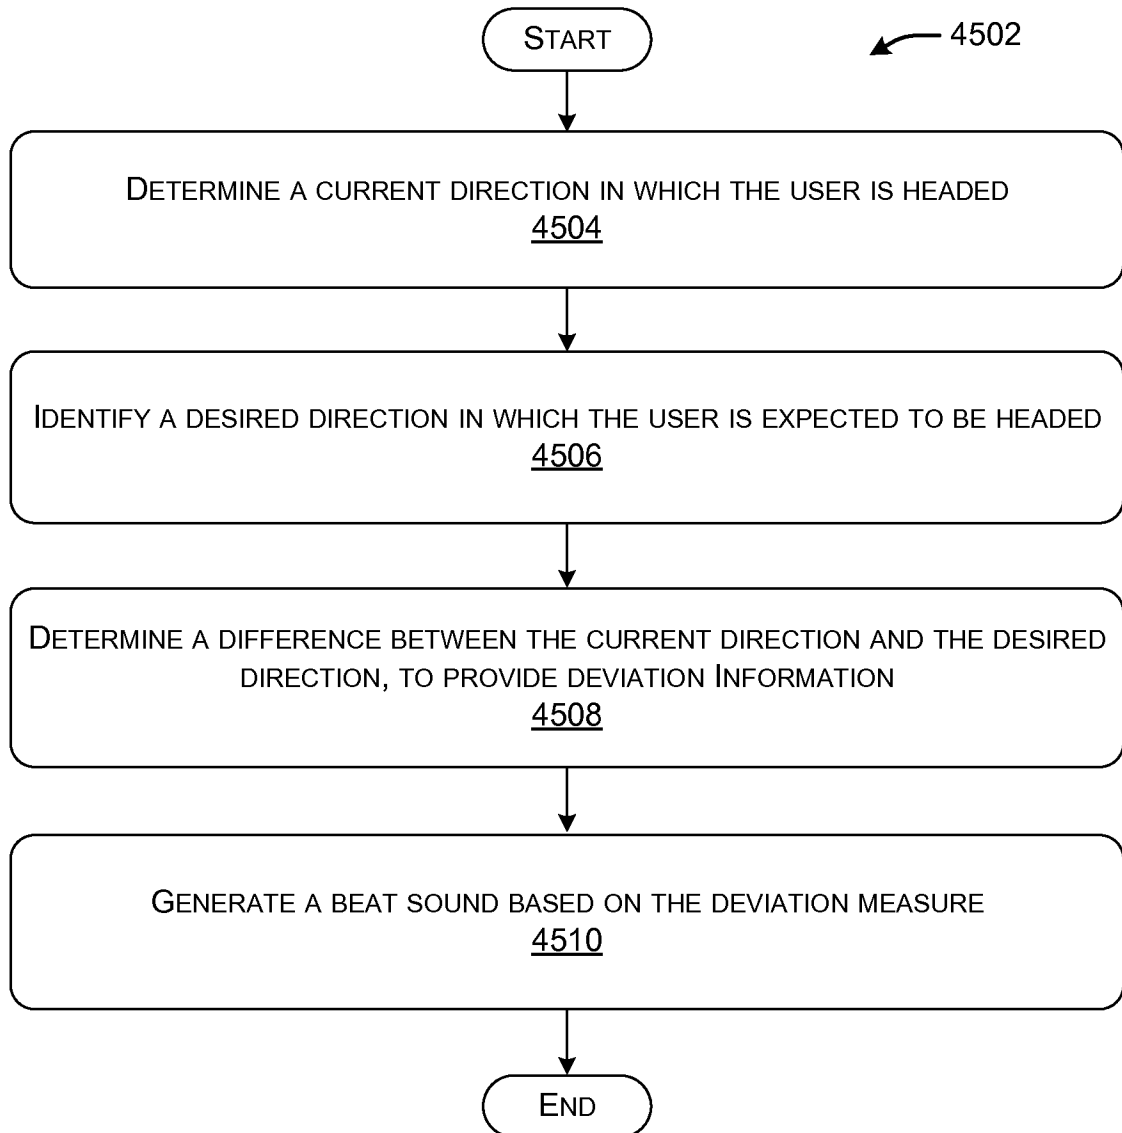 START
4502
DETERMINE A CURRENT DIRECTION IN WHICH THE USER IS HEADED
4504
IDENTIFY A DESIRED DIRECTION IN WHICH THE USER IS EXPECTED TO BE HEADED
4506
DETERMINE A DIFFERENCE BETWEEN THE CURRENT DIRECTION AND THE DESIRED
DIRECTION, TO PROVIDE DEVIATION INFORMATION
4508
GENERATE A BEAT SOUND BASED ON THE DEVIATION MEASURE
4510
END